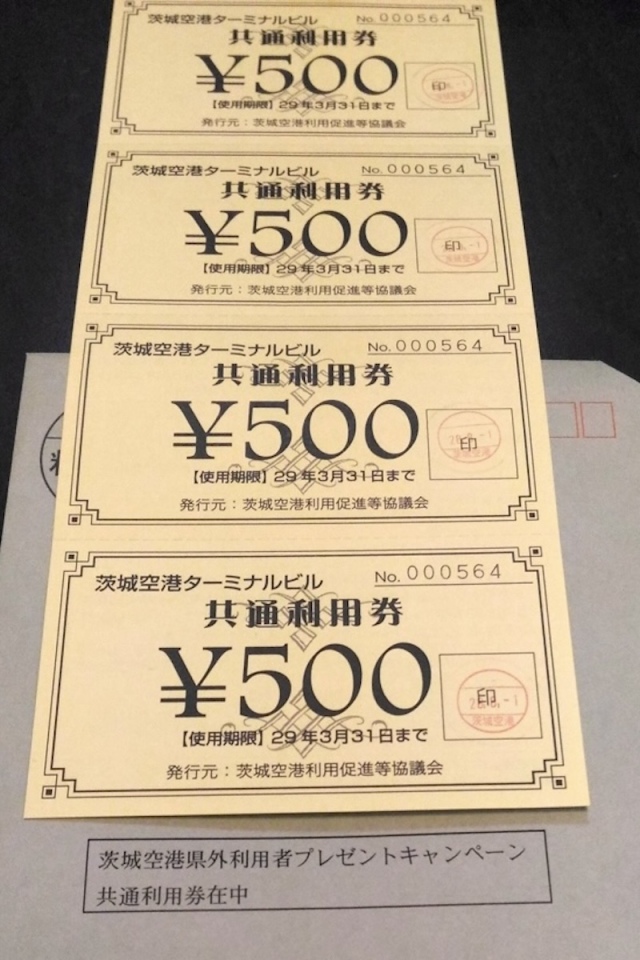 茨城空港ターミナルビル No.000564
共通利用券
¥500
印
【使用期限】29年3月31日まで
発行元：茨城空港利用促進等協議会
茨城空港ターミナルビル No.000564
共通利用券
¥500
印
【使用期限】29年3月31日まで
発行元：茨城空港利用促進等協議会
茨城空港ターミナルビル No.000564
共通利用券
¥500
印
【使用期限】29年3月31日まで
発行元：茨城空港利用促進等協議会
茨城空港ターミナルビル No.000564
共通利用券
¥500
印
茨城空港
【使用期限】29年3月31日まで
発行元：茨城空港利用促進等協議会
茨城空港県外利用者プレゼントキャンペーン
共通利用券在中